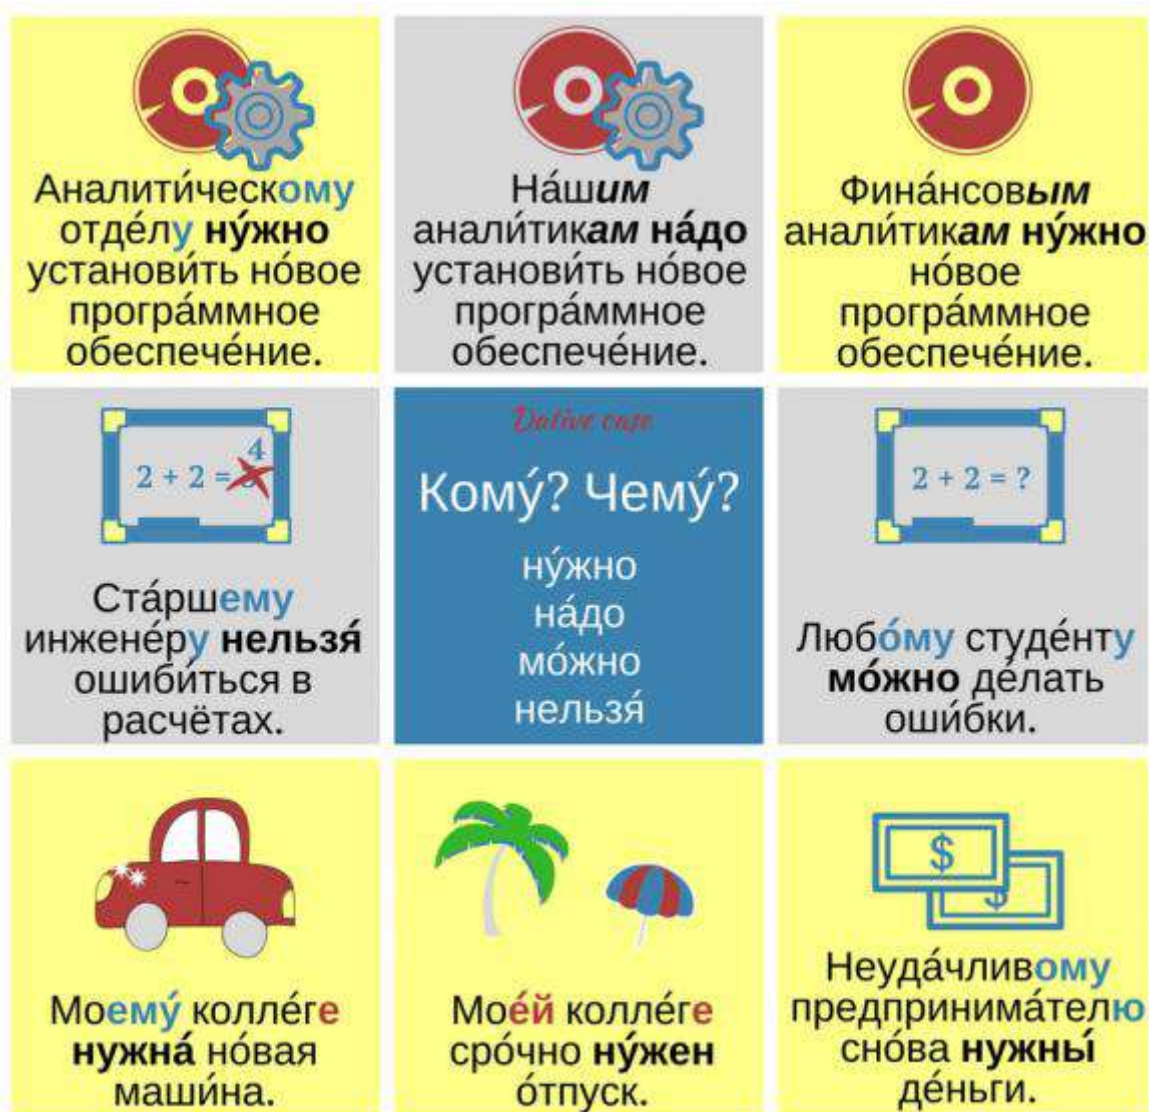 Аналити́ческому
отде́лу ну́жно
установи́ть но́вое
програ́ммное
обеспече́ние.
На́шим
анали́тикам на́до
установи́ть но́вое
програ́ммное
обеспече́ние.
Фина́нсовым
анали́тикам ну́жно
но́вое
програ́ммное
обеспече́ние.
4
2 + 2 =
Ста́ршему
инжене́ру нельзя́
ошиби́ться в
расчётах.
Dative case
Кому́? Чему́?
ну́жно
на́до
мо́жно
нельзя́
2 + 2 = ?
Любо́му студе́нту
мо́жно де́лать
оши́бки.
Моему́ колле́ге
нужна́ но́вая
маши́на.
Мое́й колле́ге
сро́чно ну́жен
о́тпуск.
$
$
Неуда́чливому
предпринима́телю
сно́ва нужны́
де́ньги.